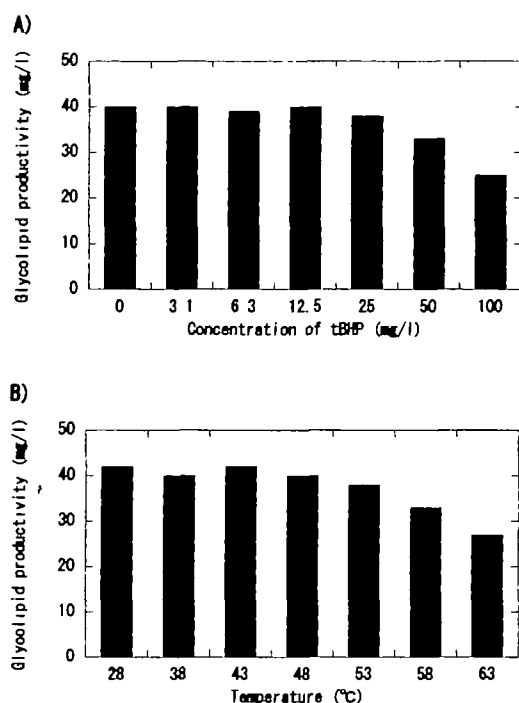 A)
Glycolipid productivity (mg/l)
50
40
30
20
10
0
0 3 1 6 3 12.5 25 50 100
Concentration of tBHP (mg/l)
B)
Glycolipid productivity (mg/l)
50
40
30
20
10
0
28 38 43 48 53 58 63
Temperature (℃)